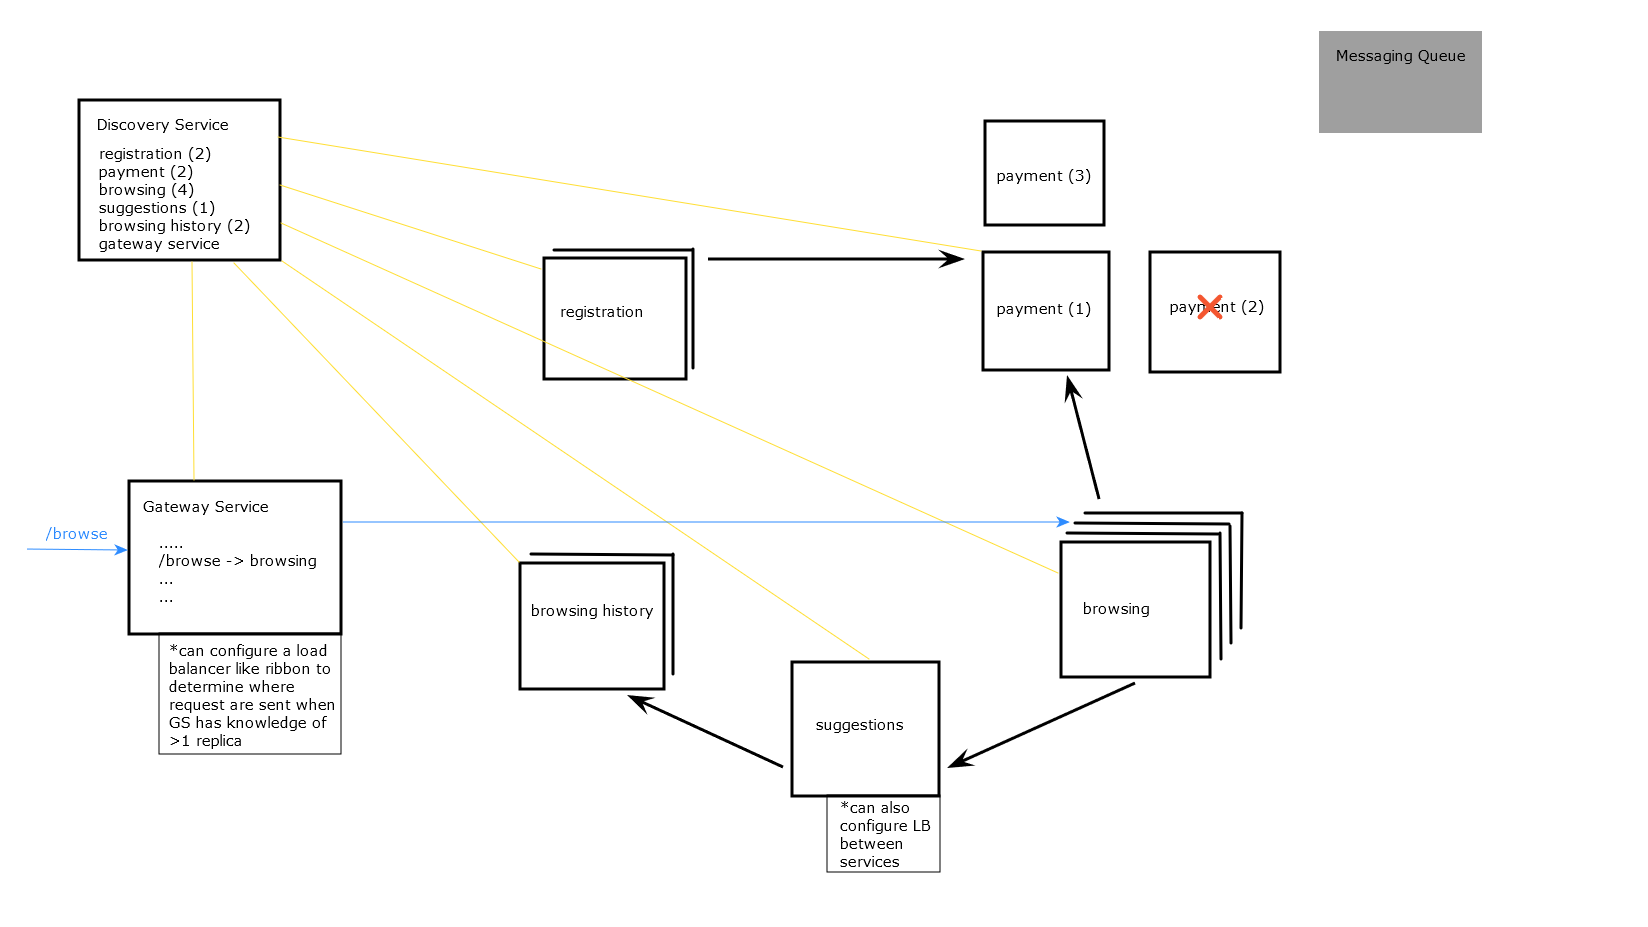 Messaging Queue
Discovery Service
registration (2)
payment (2)
browsing (4)
suggestions (1)
browsing history (2)
gateway service
payment (3)
registration
payment (1)
payment (2)
Gateway Service
/browse
.....
/browse -> browsing
...
...
browsing history
browsing
*can configure a load
balancer like ribbon to
determine where
request are sent when
GS has knowledge of
>1 replica
suggestions
*can also
configure LB
between
services